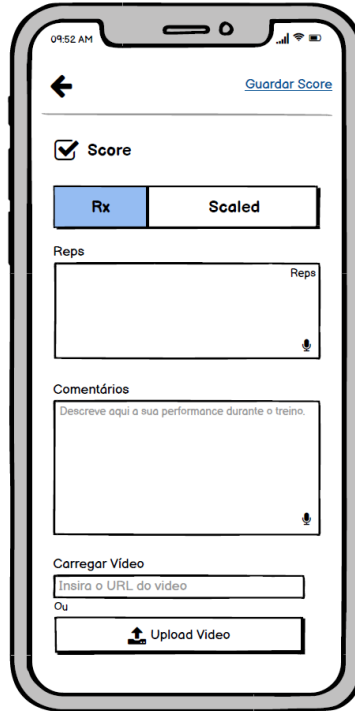 09:52 AM
Guardar Score
Score
Rx Scaled
Reps
Reps
Comentários
Descreve aqui a sua performance durante o treino.
Carregar Vídeo
Insira o URL do video
Ou
Upload Video